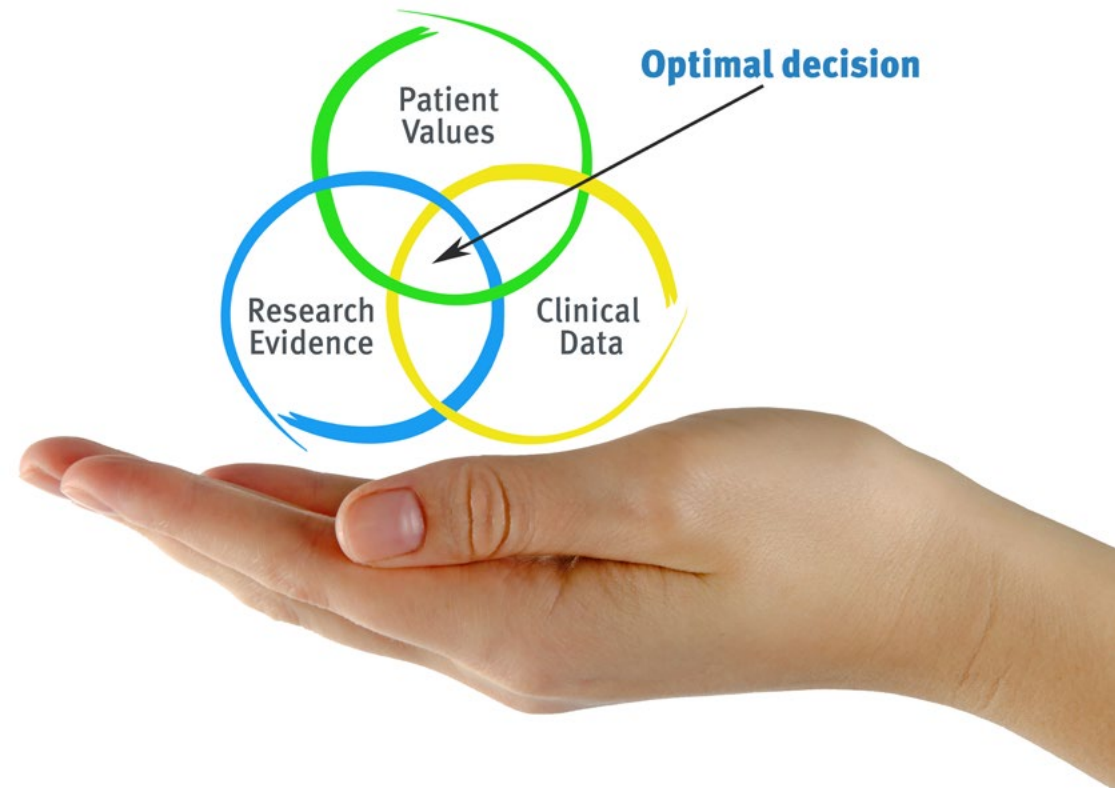 Optimal decision
Patient
Values
Research
Evidence
Clinical
Data